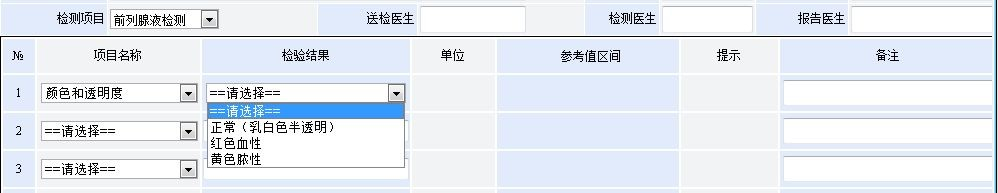 检测项目 前列腺液检测 送检医生 检测医生 报告医生
№ 项目名称 检验结果 单位 参考值区间 提示 备注
1 颜色和透明度 ==请选择==
==请选择==
2 ==请选择== 正常（乳白色半透明）
红色血性
3 ==请选择== 黄色脓性